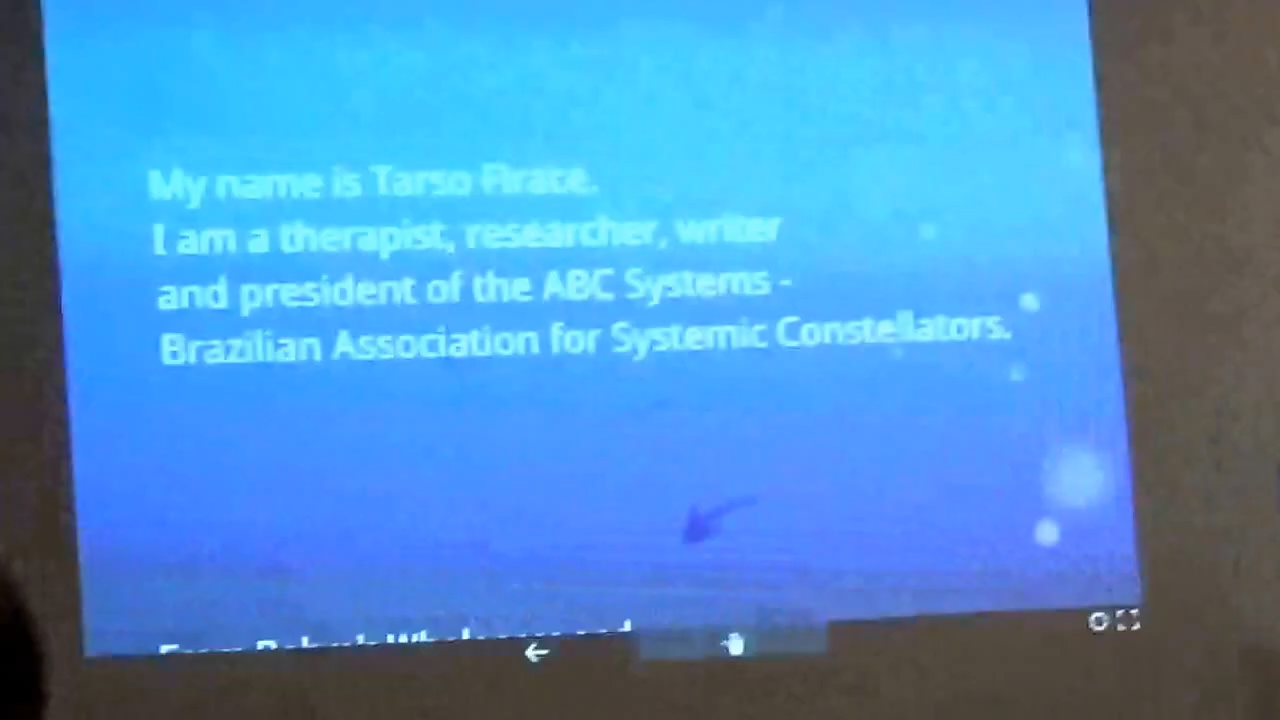 My name is Tarso Firace.
I am a therapist, researcher, writer
and president of the ABC Systems -
Brazilian Association for Systemic Constellators.